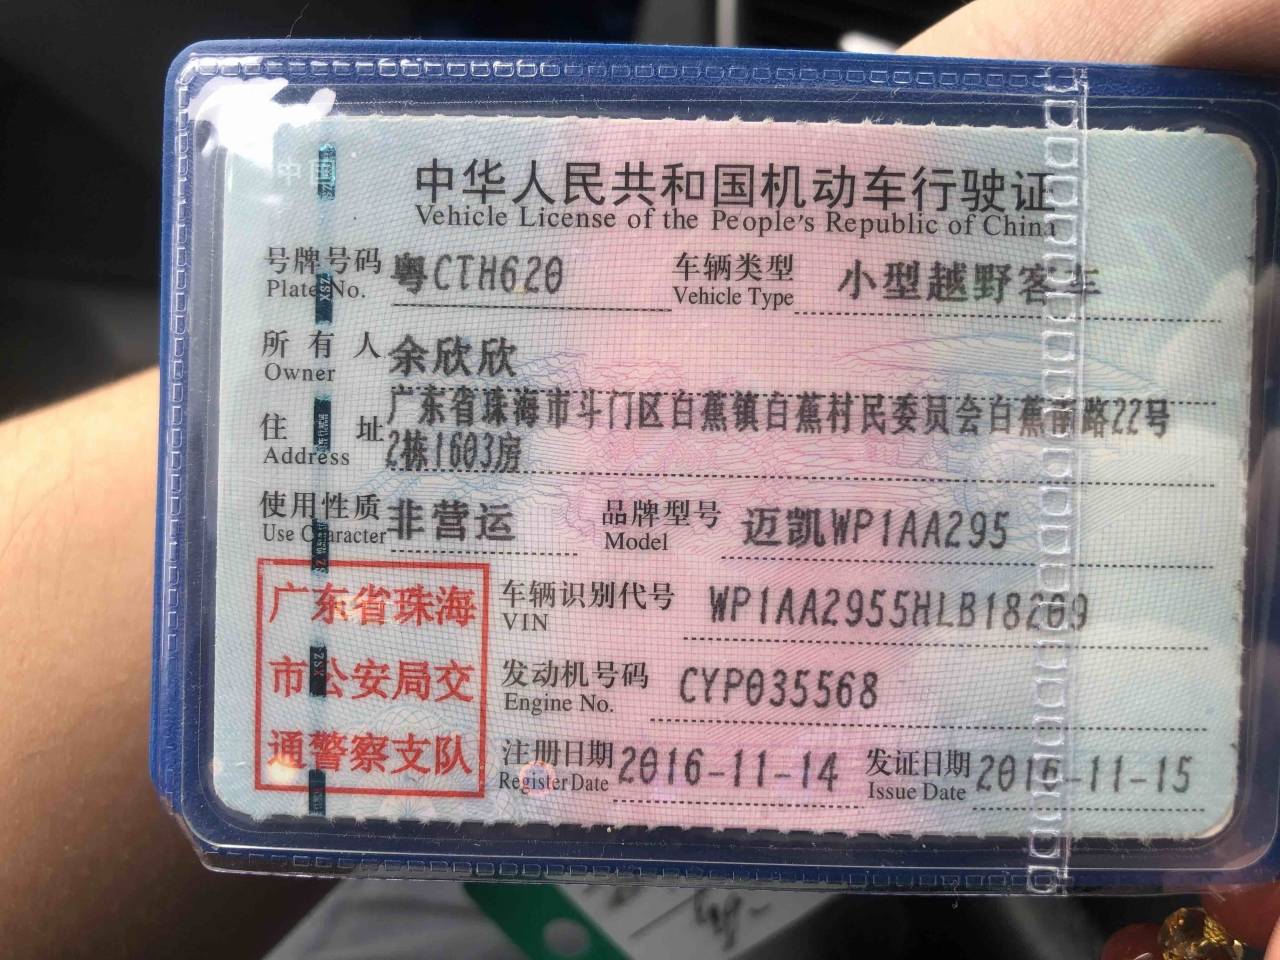 中华人民共和国机动车行驶证
Vehicle License of the People's Republic of China
号牌号码 粤CTH620 车辆类型 小型越野客车
Plate No. Vehicle Type
所有人 余欣欣
Owner
住址 广东省珠海市斗门区白蕉镇白蕉村民委员会白蕉南路22号
Address 2栋1603房
使用性质 非营运 品牌型号 迈凯WP1AA295
Use Character Model
广东省珠海
市公安局交
通警察支队
车辆识别代号 WP1AA2955HLB18209
VIN
发动机号码 CYP035568
Engine No.
注册日期 2016-11-14 发证日期 2016-11-15
Register Date Issue Date